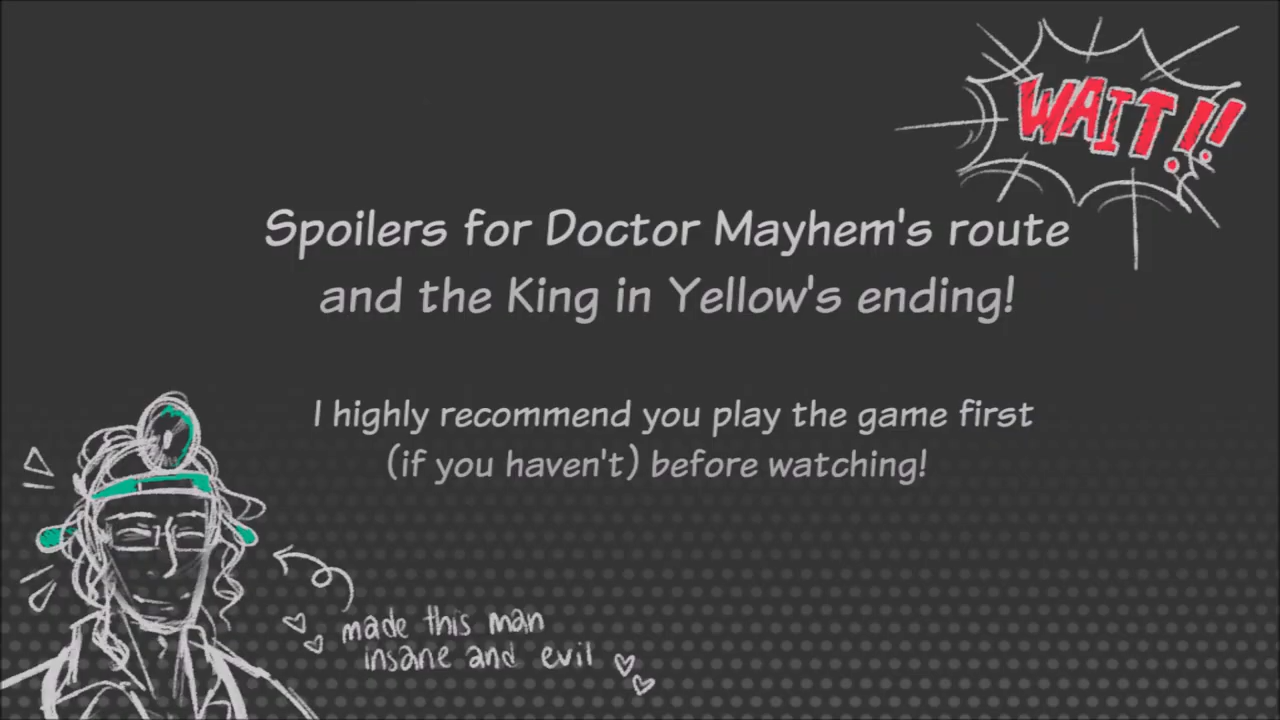 WAIT!!
Spoilers for Doctor Mayhem's route
and the King in Yellow's ending!
I highly recommend you play the game first
(if you haven't) before watching!
made this man
insane and evil